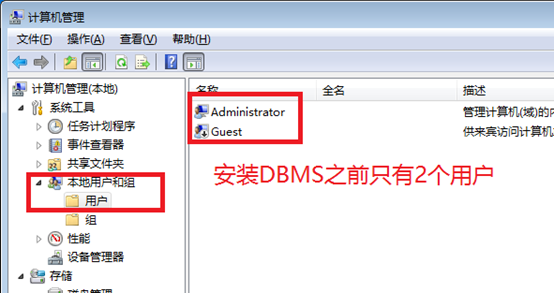 计算机管理
文件(F) 操作(A) 查看(V) 帮助(H)
计算机管理(本地)
系统工具
任务计划程序
事件查看器
共享文件夹
本地用户和组
用户
组
性能
设备管理器
存储
名称 全名 描述
Administrator 管理计算机(域)的内
Guest 供来宾访问计算机
安装DBMS之前只有2个用户